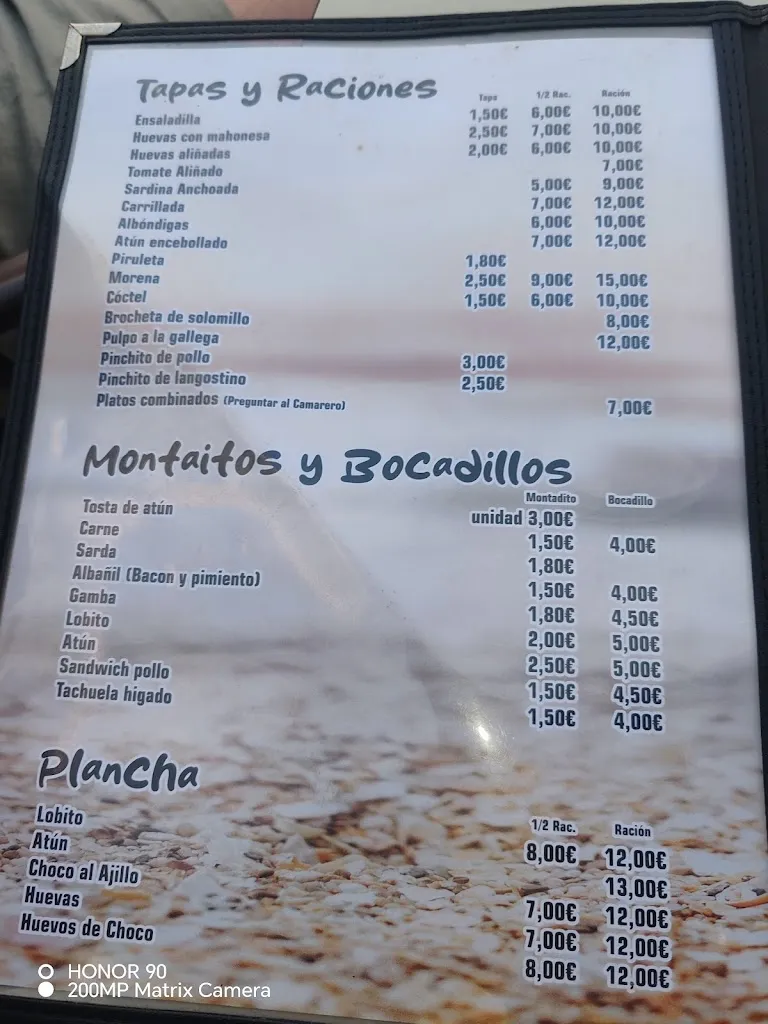 Tapas y Raciones
Tapa 1/2 Rac. Ración
Ensaladilla 1,50€ 6,00€ 10,00€
Huevas con mahonesa 2,50€ 7,00€ 10,00€
Huevas aliñadas 2,00€ 6,00€ 10,00€
Tomate Aliñado 7,00€
Sardina Anchoada 5,00€ 9,00€
Carrillada 7,00€ 12,00€
Albóndigas 6,00€ 10,00€
Atún encebollado 7,00€ 12,00€
Piruleta 1,80€
Morena 2,50€ 9,00€ 15,00€
Cóctel 1,50€ 6,00€ 10,00€
Brocheta de solomillo 8,00€
Pulpo a la gallega 12,00€
Pinchito de pollo 3,00€
Pinchito de langostino 2,50€
Platos combinados (Preguntar al Camarero) 7,00€
Montaitos y Bocadillos
Montadito Bocadillo
Tosta de atún unidad 3,00€
Carne 1,50€ 4,00€
Sarda 1,80€
Albañil (Bacon y pimiento) 1,50€ 4,00€
Gamba 1,80€ 4,50€
Lobito 2,00€ 5,00€
Atún 2,50€ 5,00€
Sandwich pollo 1,50€ 4,50€
Tachuela higado 1,50€ 4,00€
Plancha
1/2 Rac. Ración
Lobito 8,00€ 12,00€
Atún 13,00€
Choco al Ajillo 7,00€ 12,00€
Huevas 7,00€ 12,00€
Huevos de Choco 8,00€ 12,00€
HONOR 90
200MP Matrix Camera